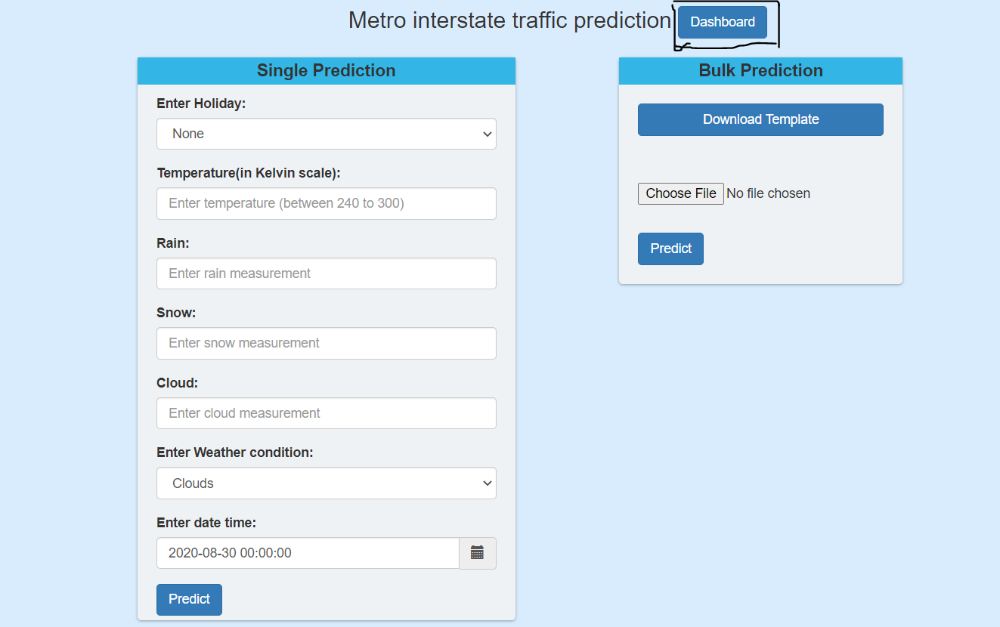 Metro interstate traffic prediction Dashboard
Single Prediction
Enter Holiday:
None
Temperature(in Kelvin scale):
Enter temperature (between 240 to 300)
Rain:
Enter rain measurement
Snow:
Enter snow measurement
Cloud:
Enter cloud measurement
Enter Weather condition:
Clouds
Enter date time:
2020-08-30 00:00:00
Predict
Bulk Prediction
Download Template
Choose File No file chosen
Predict